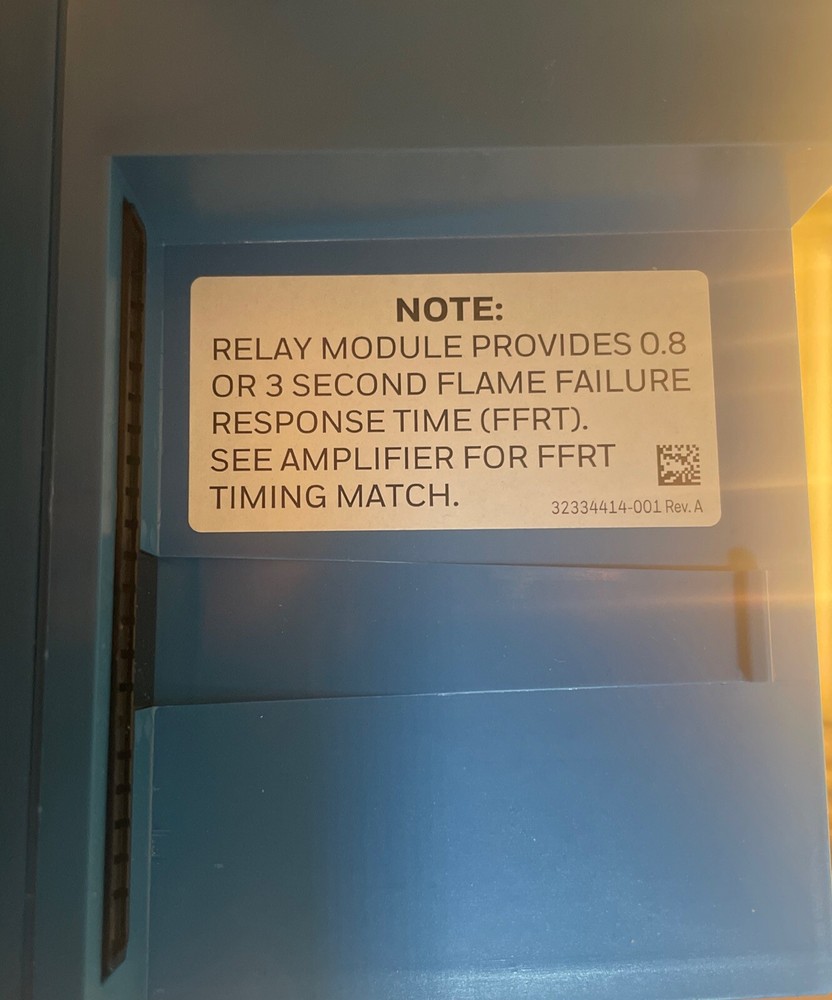 NOTE:
RELAY MODULE PROVIDES 0.8
OR 3 SECOND FLAME FAILURE
RESPONSE TIME (FFRT).
SEE AMPLIFIER FOR FFRT
TIMING MATCH.
32334414-001 Rev. A